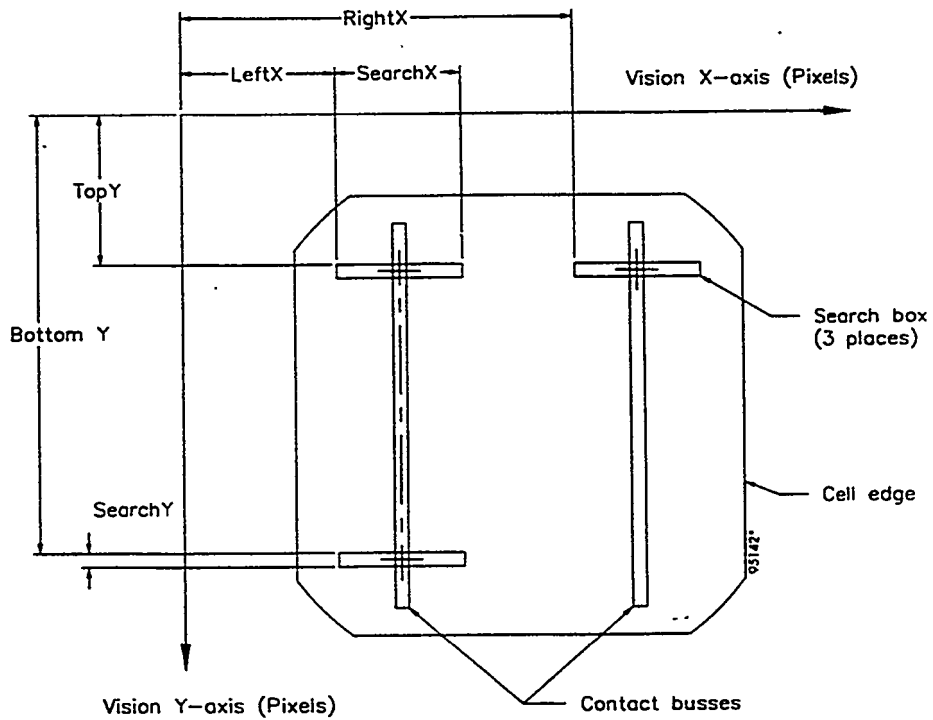 RightX
LeftX
SearchX
Vision X-axis (Pixels)
TopY
Bottom Y
Search box
(3 places)
SearchY
Cell edge
95142*
Contact busses
Vision Y-axis (Pixels)